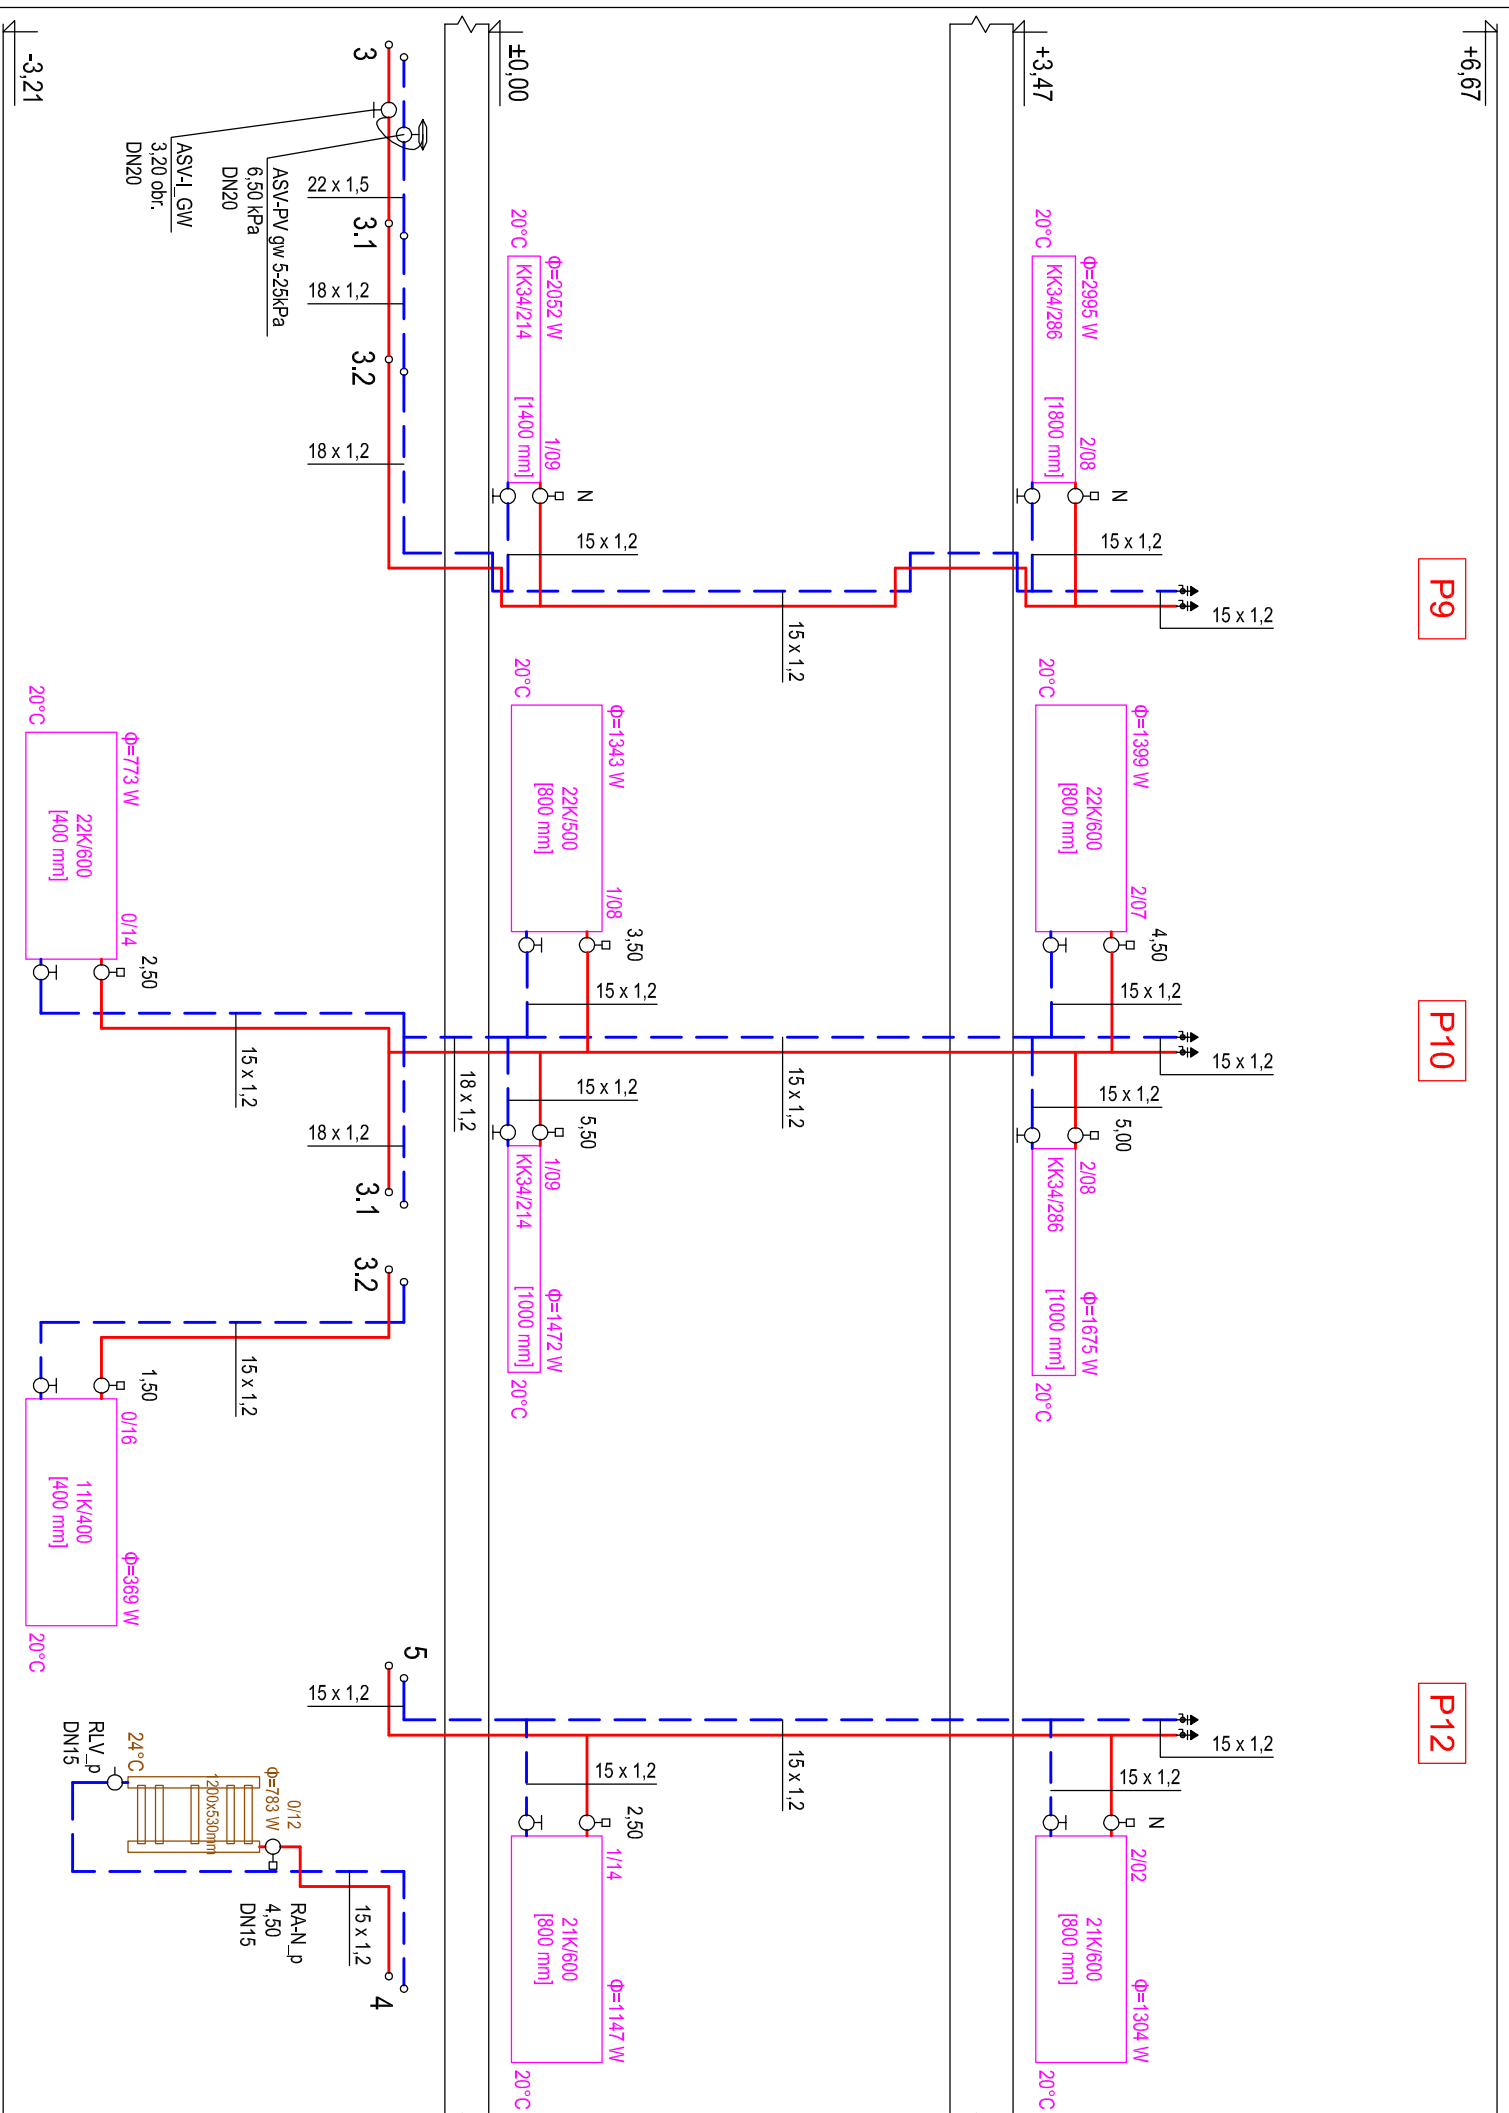 +6,67
P9
P10
P12
+3,47
15 x 1,2
15 x 1,2
15 x 1,2
20°C
Φ=2995 W
KK34/286
[1800 mm]
2/08
N
15 x 1,2
20°C
Φ=1399 W
22K/600
[800 mm]
2/07
4,50
15 x 1,2
15 x 1,2
5,00
2/08
KK34/286
[1000 mm]
Φ=1675 W
20°C
15 x 1,2
N
2/02
21K/600
[800 mm]
Φ=1304 W
20°C
15 x 1,2
15 x 1,2
15 x 1,2
±0,00
20°C
Φ=2052 W
KK34/214
[1400 mm]
1/09
N
15 x 1,2
20°C
Φ=1343 W
22K/500
[800 mm]
1/08
3,50
15 x 1,2
15 x 1,2
5,50
1/09
KK34/214
[1000 mm]
Φ=1472 W
20°C
15 x 1,2
2,50
1/14
21K/600
[800 mm]
Φ=1147 W
20°C
18 x 1,2
3
22 x 1,5
3.1
18 x 1,2
3.2
18 x 1,2
18 x 1,2
3.1
3.2
5
15 x 1,2
4
ASV-PV gw 5-25kPa
6,50 kPa
DN20
ASV-I_GW
3,20 obr.
DN20
15 x 1,2
15 x 1,2
15 x 1,2
20°C
Φ=773 W
22K/600
[400 mm]
0/14
2,50
1,50
0/16
11K/400
[400 mm]
Φ=369 W
20°C
0/12
Φ=783 W
1200x530mm
24°C
RLV_p
DN15
RA-N_p
4,50
DN15
-3,21